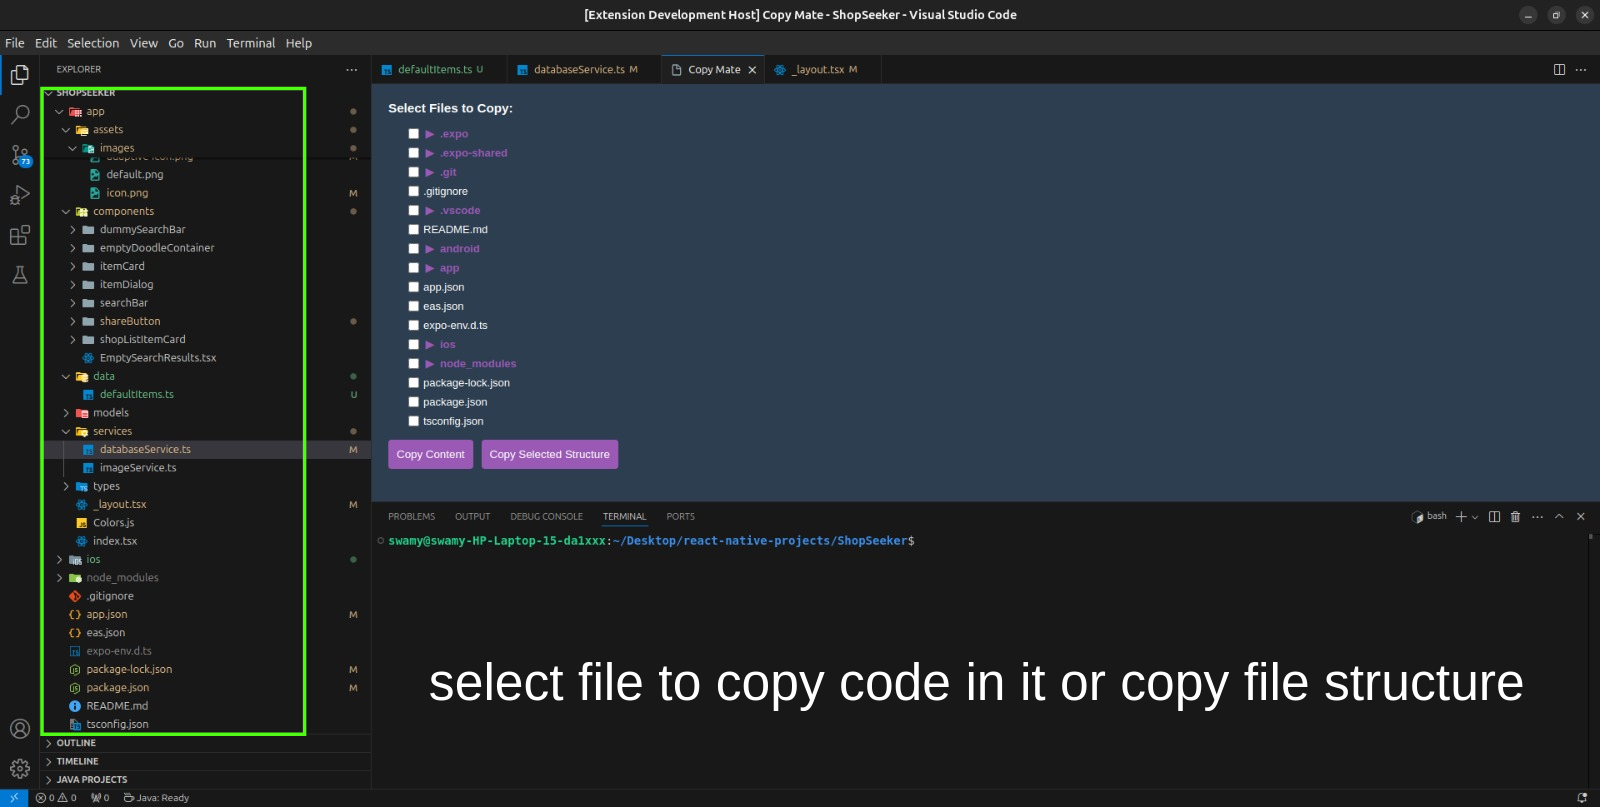 [Extension Development Host] Copy Mate - ShopSeeker - Visual Studio Code
File Edit Selection View Go Run Terminal Help
EXPLORER
SHOPSEEKER
app
assets
images
adaptive-icon.png M
default.png
icon.png M
components
dummySearchBar
emptyDoodleContainer
itemCard
itemDialog
searchBar
shareButton
shopListItemCard
EmptySearchResults.tsx
data
defaultItems.ts U
models
services
databaseService.ts M
imageService.ts
types
_layout.tsx M
Colors.js
index.tsx
ios
node_modules
.gitignore
app.json M
eas.json
expo-env.d.ts
package-lock.json M
package.json M
README.md
tsconfig.json
OUTLINE
TIMELINE
JAVA PROJECTS
73
defaultItems.ts U databaseService.ts M Copy Mate _layout.tsx M
Select Files to Copy:
.expo
.expo-shared
.git
.gitignore
.vscode
README.md
android
app
app.json
eas.json
expo-env.d.ts
ios
node_modules
package-lock.json
package.json
tsconfig.json
Copy Content Copy Selected Structure
PROBLEMS OUTPUT DEBUG CONSOLE TERMINAL PORTS bash
swamy@swamy-HP-Laptop-15-da1xxx:~/Desktop/react-native-projects/ShopSeeker$
select file to copy code in it or copy file structure
0 0 0 Java: Ready